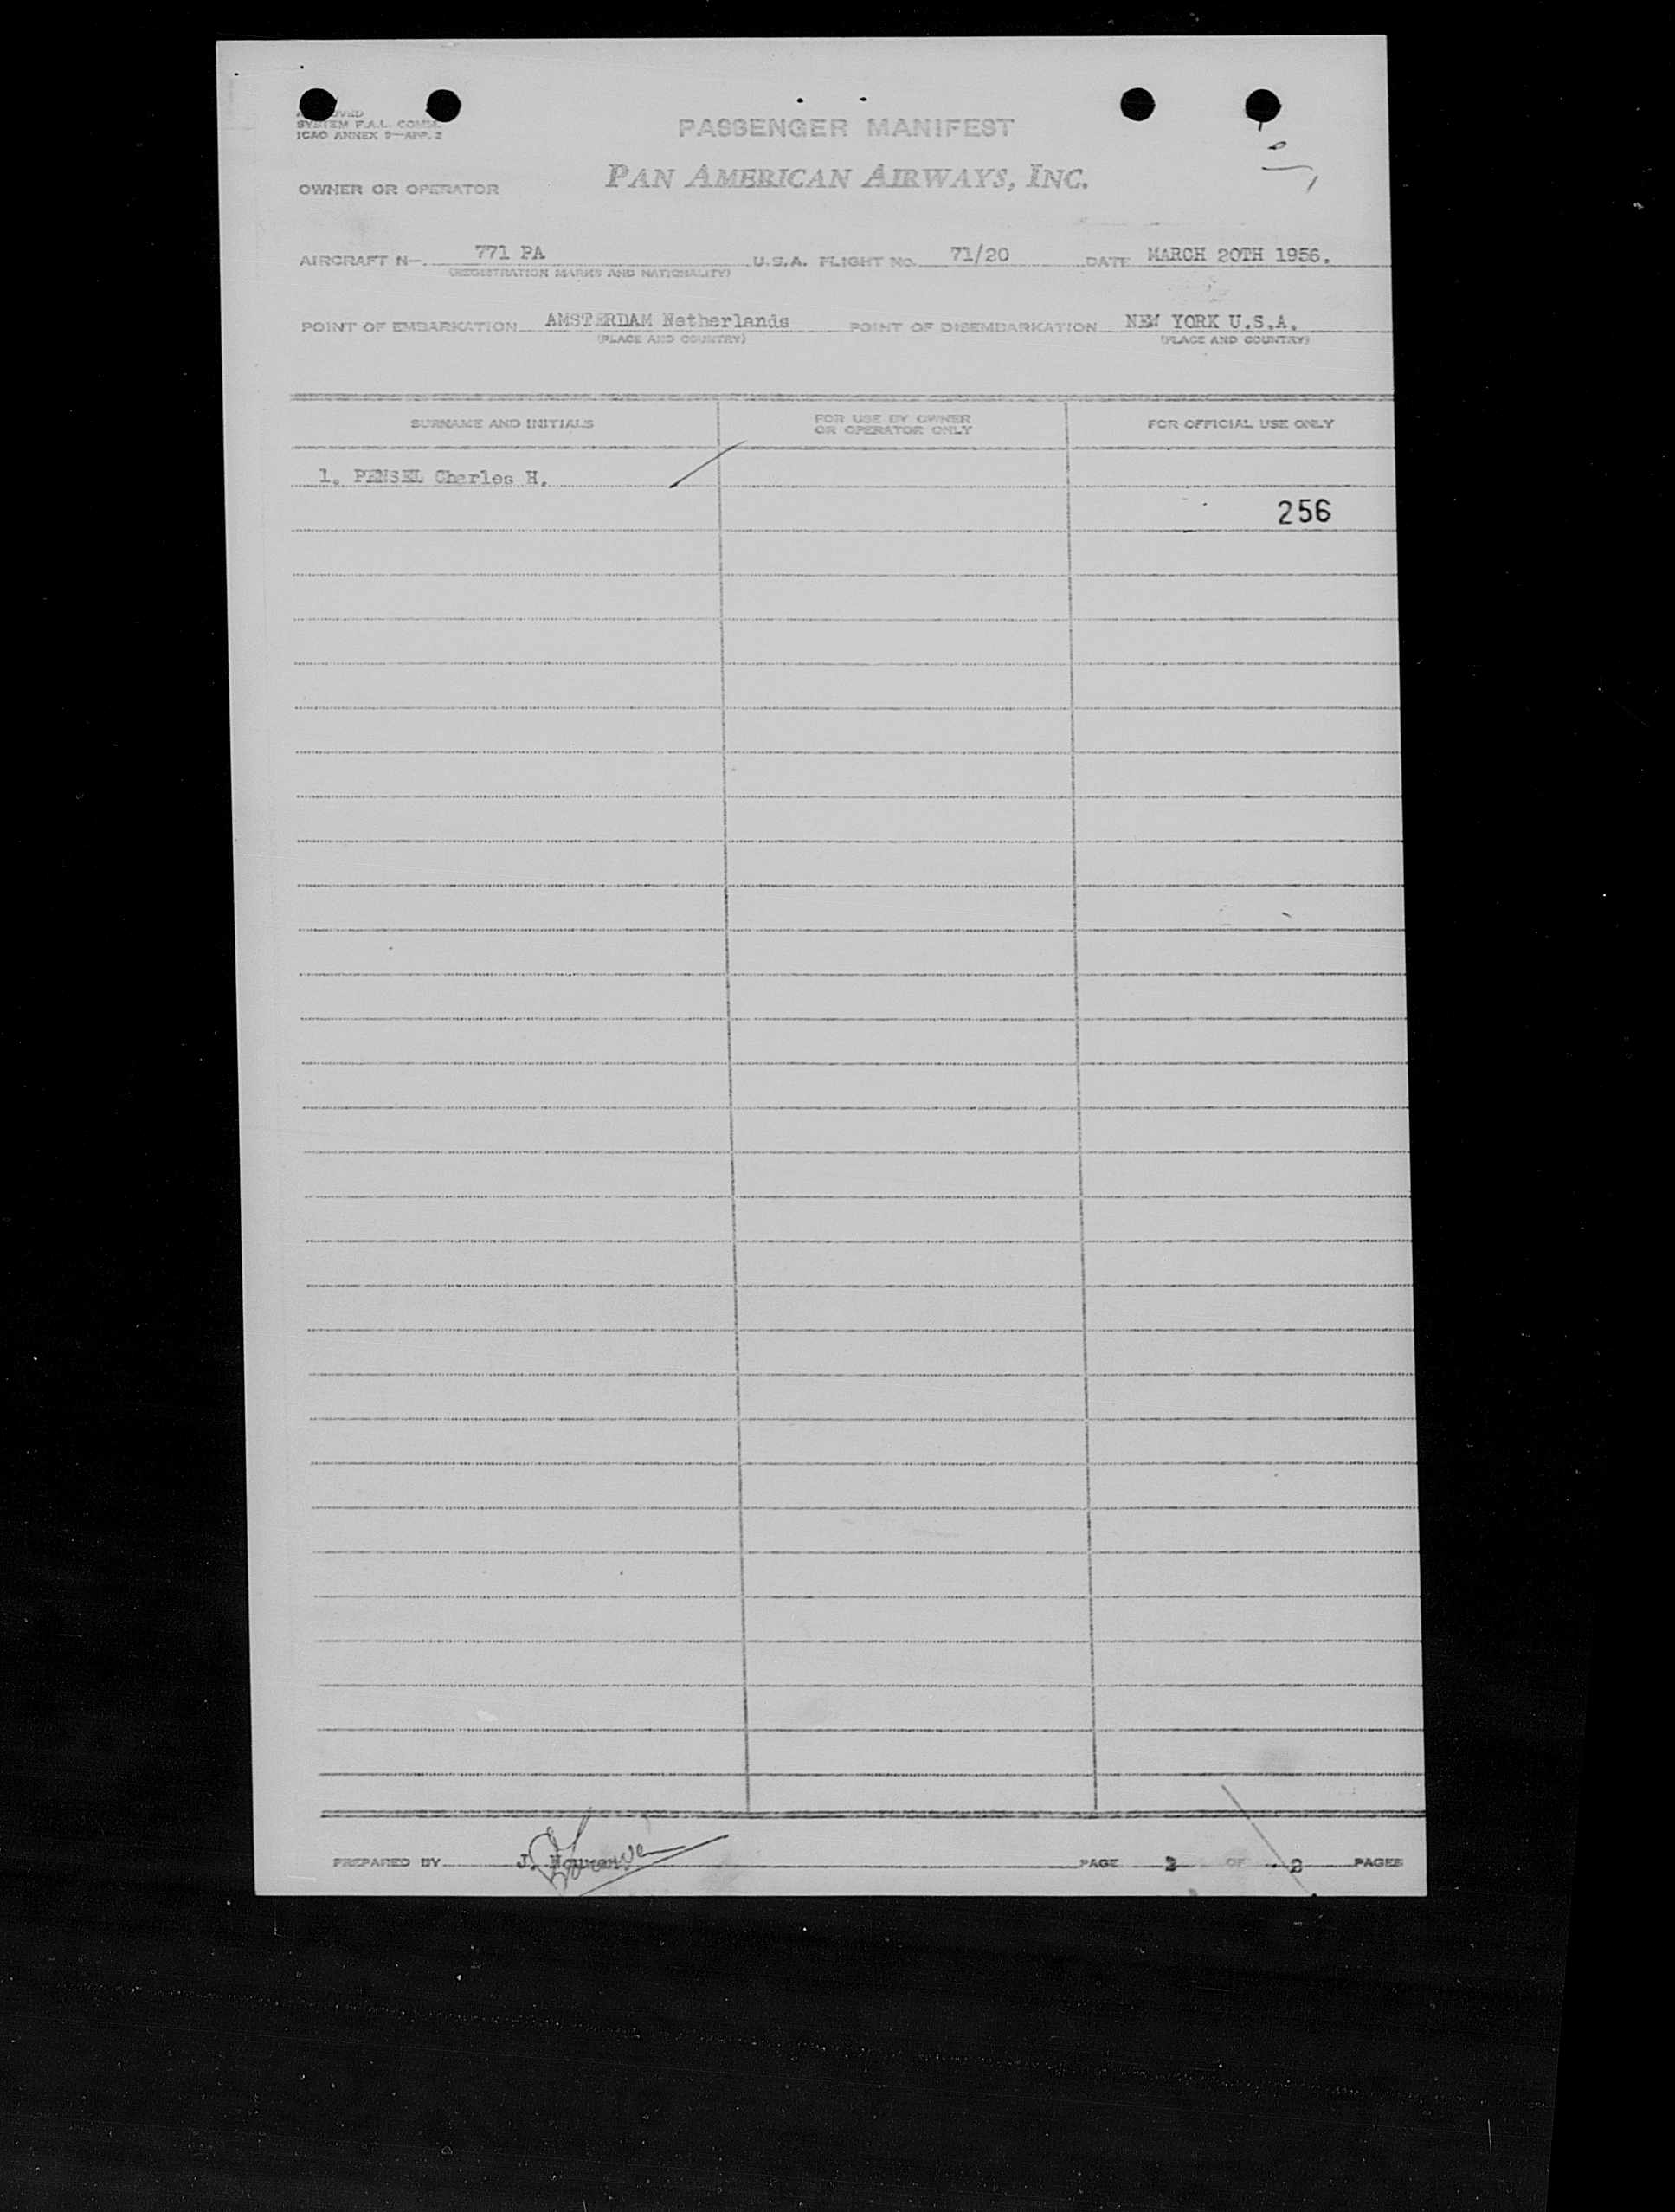 SYSTEM F.A.L. COMM.
ICAO ANNEX 9—APP. 2
PASSENGER MANIFEST
OWNER OR OPERATOR PAN AMERICAN AIRWAYS, INC.
AIRCRAFT N—. 771 PA U.S.A. FLIGHT NO. 71/20 DATE MARCH 20TH 1956.
(REGISTRATION MARKS AND NATIONALITY)
POINT OF EMBARKATION AMSTERDAM Netherlands POINT OF DISEMBARKATION NEW YORK U.S.A.
(PLACE AND COUNTRY) (PLACE AND COUNTRY)
SURNAME AND INITIALS FOR USE BY OWNER OR OPERATOR ONLY FOR OFFICIAL USE ONLY
1. PENSEL Charles H.
256
PREPARED BY J. PAGE OF 2 PAGES